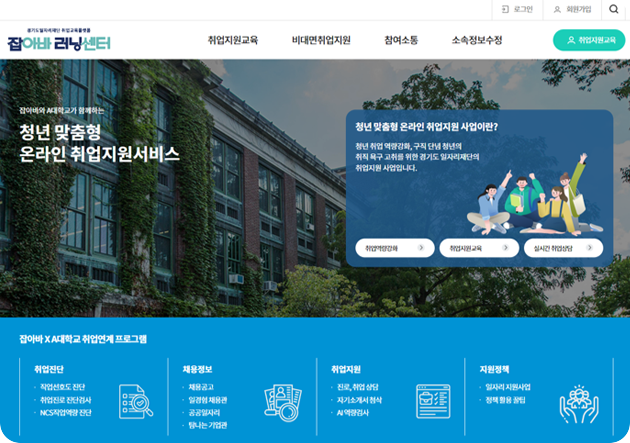 로그인
회원가입
경기도일자리재단 취업교육플랫폼
잡아바 러닝센터
취업지원교육
비대면취업지원
참여소통
소속정보수정
취업지원교육
잡아바와 A대학교가 함께하는
청년 맞춤형
온라인 취업지원서비스
청년 맞춤형 온라인 취업지원 사업이란?
청년 취업 역량강화, 구직 단념 청년의
취직 욕구 고취를 위한 경기도 일자리재단의
취업지원 사업입니다.
취업역량강화
취업지원교육
실시간 취업상담
잡아바 X A대학교 취업연계 프로그램
취업진단
· 직업선호도 진단
· 취업진로 진단검사
· NCS직업역량 진단
채용정보
· 채용공고
· 일경험 채용관
· 공공일자리
· 탐나는 기업관
취업지원
· 진로, 취업 상담
· 자기소개서 첨삭
· AI 역량검사
지원정책
· 일자리 지원사업
· 정책 활용 꿀팁